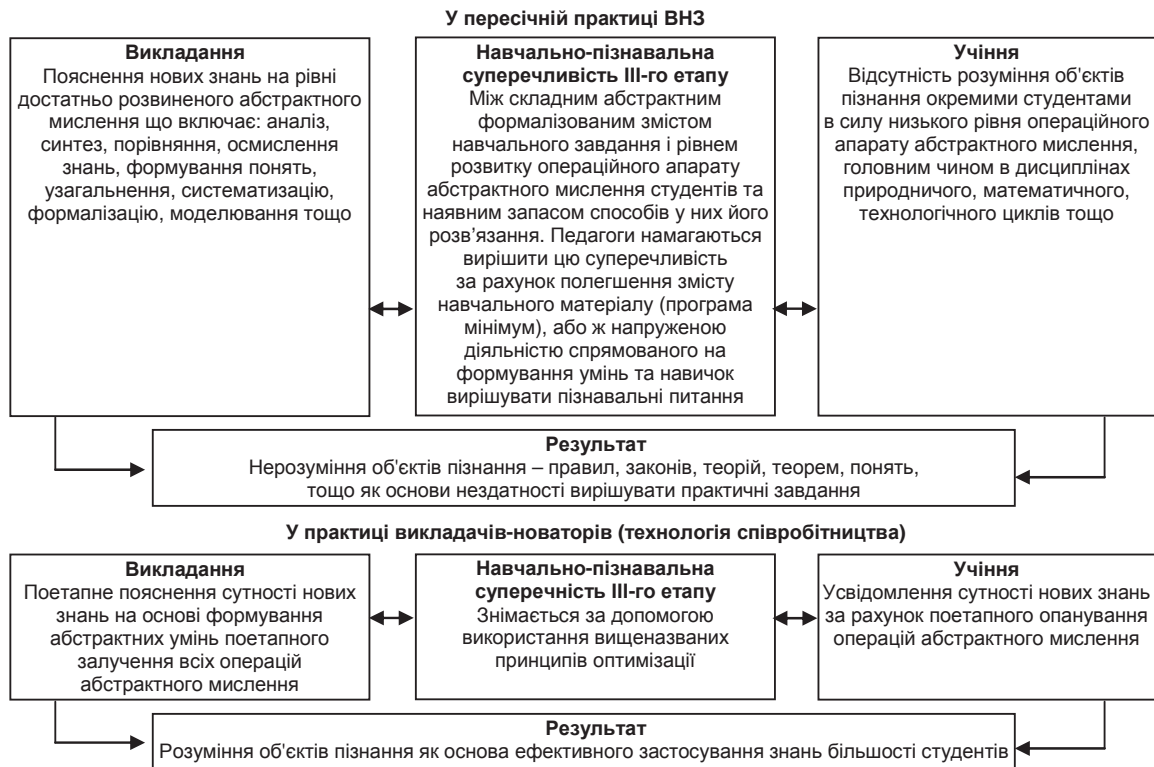 У пересічній практиці ВНЗ
Викладання
Пояснення нових знань на рівні
достатньо розвиненого абстрактного
мислення що включає: аналіз,
синтез, порівняння, осмислення
знань, формування понять,
узагальнення, систематизацію,
формалізацію, моделювання тощо
Навчально-пізнавальна
суперечливість ІІІ-го етапу
Між складним абстрактним
формалізованим змістом
навчального завдання і рівнем
розвитку операційного апарату
абстрактного мислення студентів та
наявним запасом способів у них його
розв’язання. Педагоги намагаються
вирішити цю суперечливість
за рахунок полегшення змісту
навчального матеріалу (програма
мінімум), або ж напруженою
діяльністю спрямованого на
формування умінь та навичок
вирішувати пізнавальні питання
Учіння
Відсутність розуміння об'єктів
пізнання окремими студентами
в силу низького рівня операційного
апарату абстрактного мислення,
головним чином в дисциплінах
природничого, математичного,
технологічного циклів тощо
Результат
Нерозуміння об'єктів пізнання – правил, законів, теорій, теорем, понять,
тощо як основи нездатності вирішувати практичні завдання
У практиці викладачів-новаторів (технологія співробітництва)
Викладання
Поетапне пояснення сутності нових
знань на основі формування
абстрактних умінь поетапного
залучення всіх операцій
абстрактного мислення
Навчально-пізнавальна
суперечність ІІІ-го етапу
Знімається за допомогою
використання вищеназваних
принципів оптимізації
Учіння
Усвідомлення сутності нових знань
за рахунок поетапного опанування
операцій абстрактного мислення
Результат
Розуміння об'єктів пізнання як основа ефективного застосування знань більшості студентів